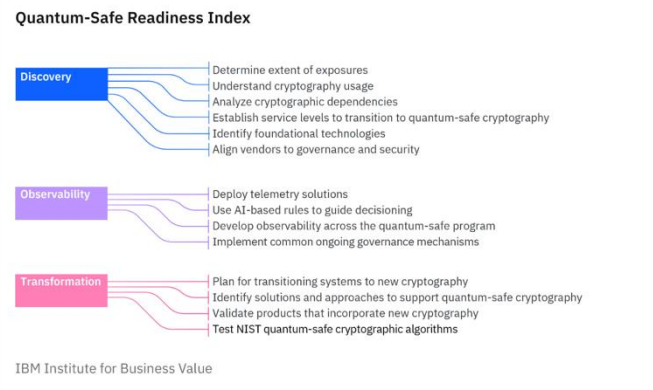 Quantum-Safe Readiness Index
Discovery
Determine extent of exposures
Understand cryptography usage
Analyze cryptographic dependencies
Establish service levels to transition to quantum-safe cryptography
Identify foundational technologies
Align vendors to governance and security
Observability
Deploy telemetry solutions
Use AI-based rules to guide decisioning
Develop observability across the quantum-safe program
Implement common ongoing governance mechanisms
Transformation
Plan for transitioning systems to new cryptography
Identify solutions and approaches to support quantum-safe cryptography
Validate products that incorporate new cryptography
Test NIST quantum-safe cryptographic algorithms
IBM Institute for Business Value